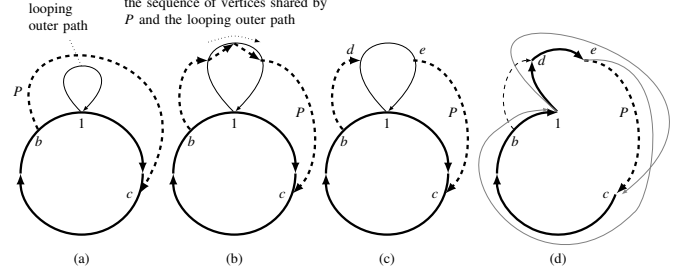 looping
outer path
the sequence of vertices shared by
P and the looping outer path
d e d e
P P P P
1 1 1 1
b b b b
c c c c
(a) (b) (c) (d)